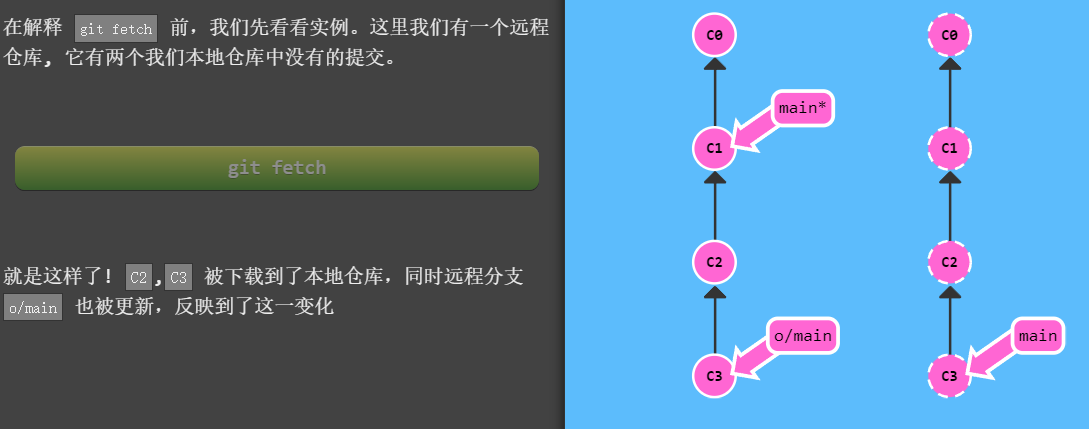 在解释 git fetch 前，我们先看看实例。这里我们有一个远程
仓库, 它有两个我们本地仓库中没有的提交。
git fetch
就是这样了! C2,C3 被下载到了本地仓库，同时远程分支
o/main 也被更新，反映到了这一变化
C0
main*
C1
C2
o/main
C3
C0
C1
C2
main
C3